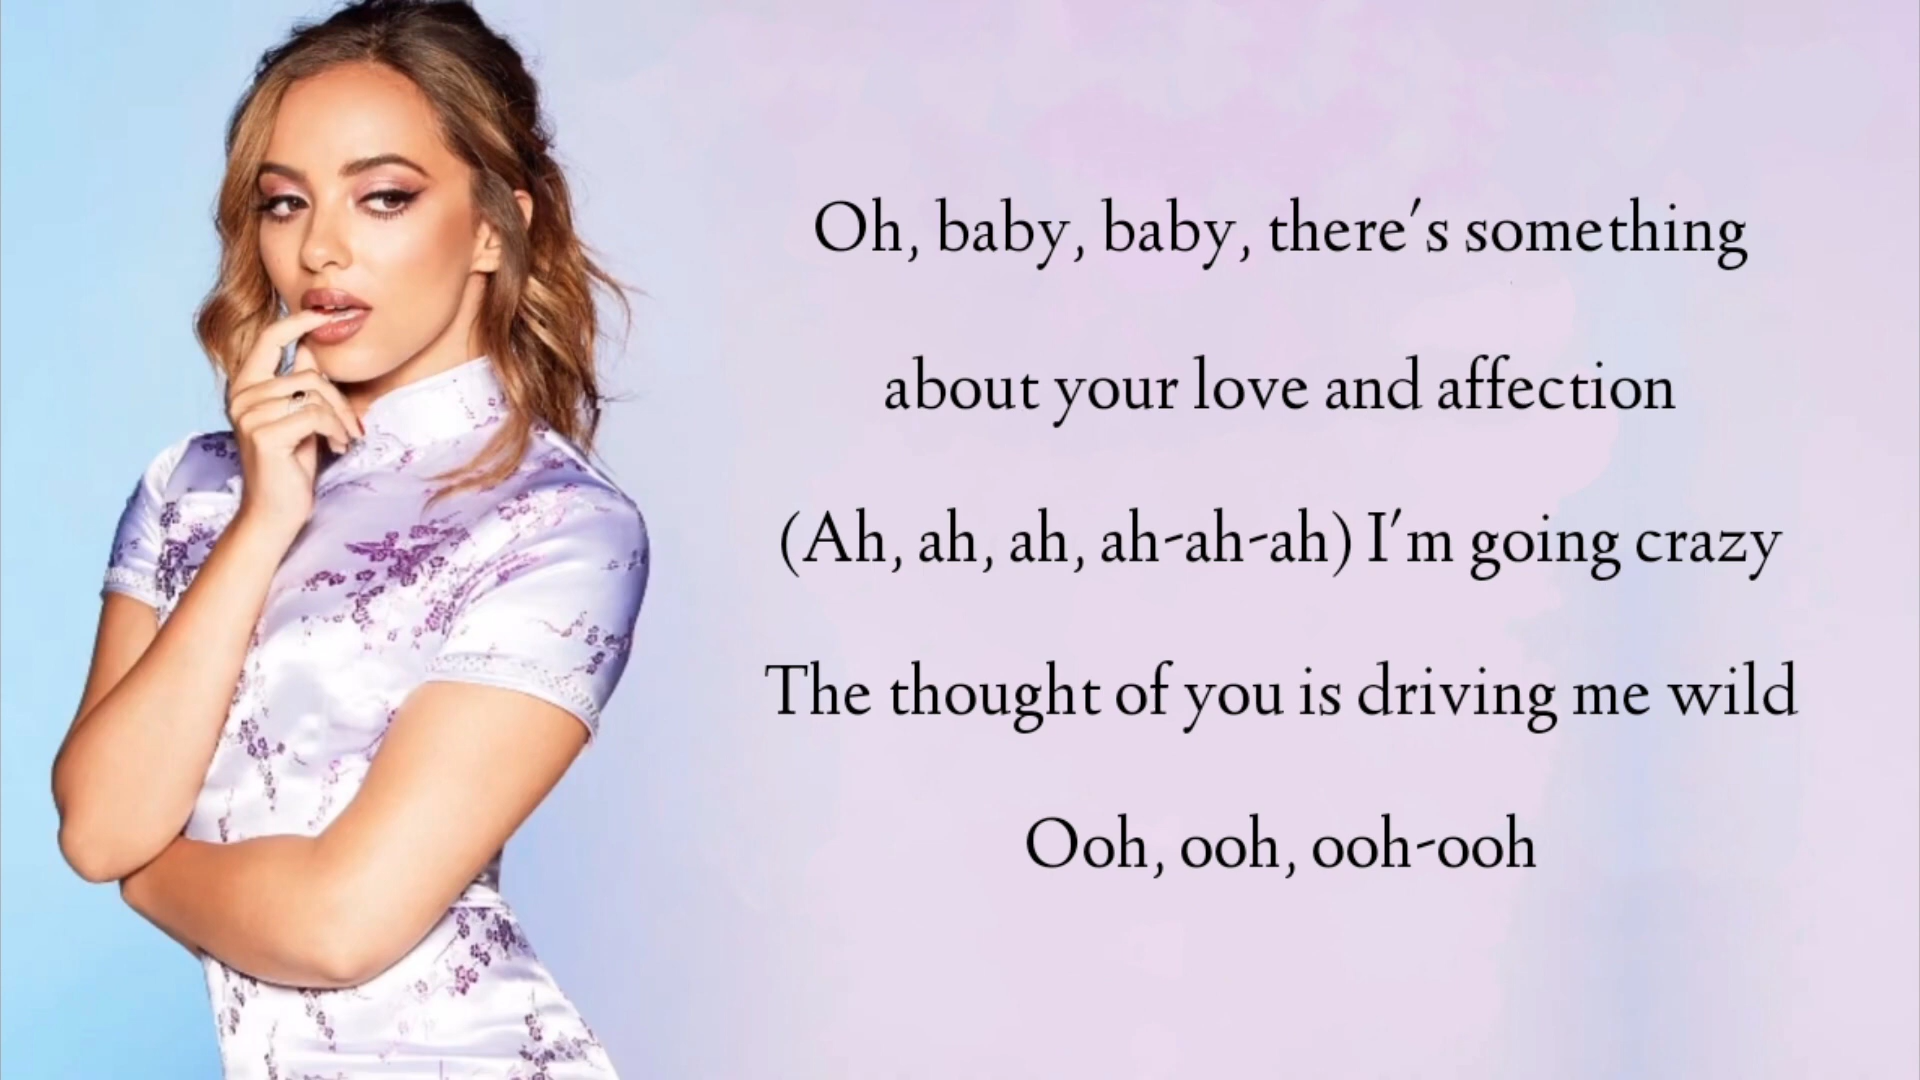 Oh, baby, baby, there's something
about your love and affection
(Ah, ah, ah, ah-ah-ah) I'm going crazy
The thought of you is driving me wild
Ooh, ooh, ooh-ooh